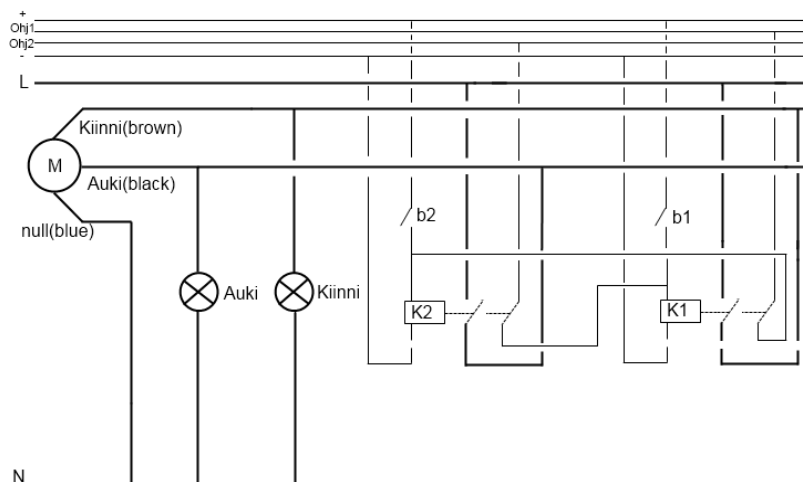 +
Ohj1
Ohj2
-
L
Kiinni(brown)
M
Auki(black)
null(blue)
b2
b1
Auki
Kiinni
K2
K1
N